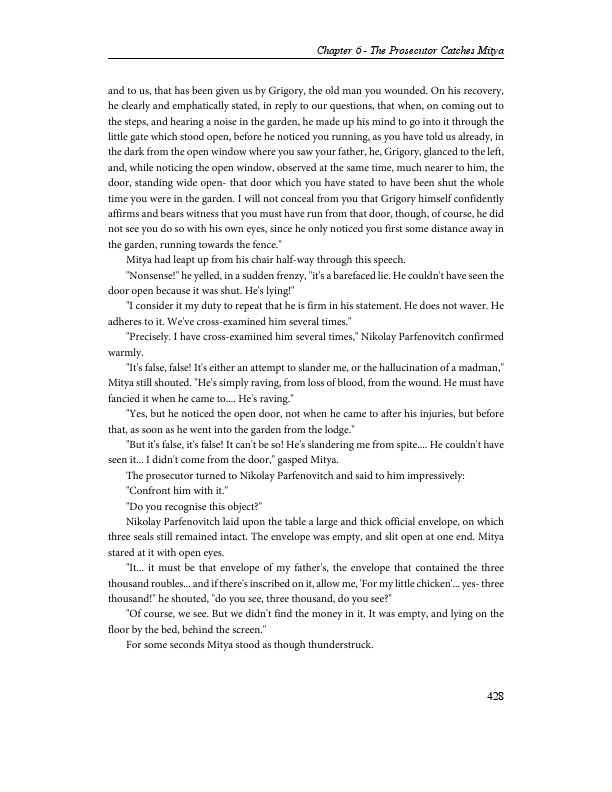 Chapter 6 - The Prosecutor Catches Mitya
and to us, that has been given us by Grigory, the old man you wounded. On his recovery,
he clearly and emphatically stated, in reply to our questions, that when, on coming out to
the steps, and hearing a noise in the garden, he made up his mind to go into it through the
little gate which stood open, before he noticed you running, as you have told us already, in
the dark from the open window where you saw your father, he, Grigory, glanced to the left,
and, while noticing the open window, observed at the same time, much nearer to him, the
door, standing wide open- that door which you have stated to have been shut the whole
time you were in the garden. I will not conceal from you that Grigory himself confidently
affirms and bears witness that you must have run from that door, though, of course, he did
not see you do so with his own eyes, since he only noticed you first some distance away in
the garden, running towards the fence."
Mitya had leapt up from his chair half-way through this speech.
"Nonsense!" he yelled, in a sudden frenzy, "it's a barefaced lie. He couldn't have seen the
door open because it was shut. He's lying!"
"I consider it my duty to repeat that he is firm in his statement. He does not waver. He
adheres to it. We've cross-examined him several times."
"Precisely. I have cross-examined him several times," Nikolay Parfenovitch confirmed
warmly.
"It's false, false! It's either an attempt to slander me, or the hallucination of a madman,"
Mitya still shouted. "He's simply raving, from loss of blood, from the wound. He must have
fancied it when he came to.... He's raving."
"Yes, but he noticed the open door, not when he came to after his injuries, but before
that, as soon as he went into the garden from the lodge."
"But it's false, it's false! It can't be so! He's slandering me from spite.... He couldn't have
seen it... I didn't come from the door," gasped Mitya.
The prosecutor turned to Nikolay Parfenovitch and said to him impressively:
"Confront him with it."
"Do you recognise this object?"
Nikolay Parfenovitch laid upon the table a large and thick official envelope, on which
three seals still remained intact. The envelope was empty, and slit open at one end. Mitya
stared at it with open eyes.
"It... it must be that envelope of my father's, the envelope that contained the three
thousand roubles... and if there's inscribed on it, allow me, 'For my little chicken'... yes- three
thousand!" he shouted, "do you see, three thousand, do you see?"
"Of course, we see. But we didn't find the money in it. It was empty, and lying on the
floor by the bed, behind the screen."
For some seconds Mitya stood as though thunderstruck.
428